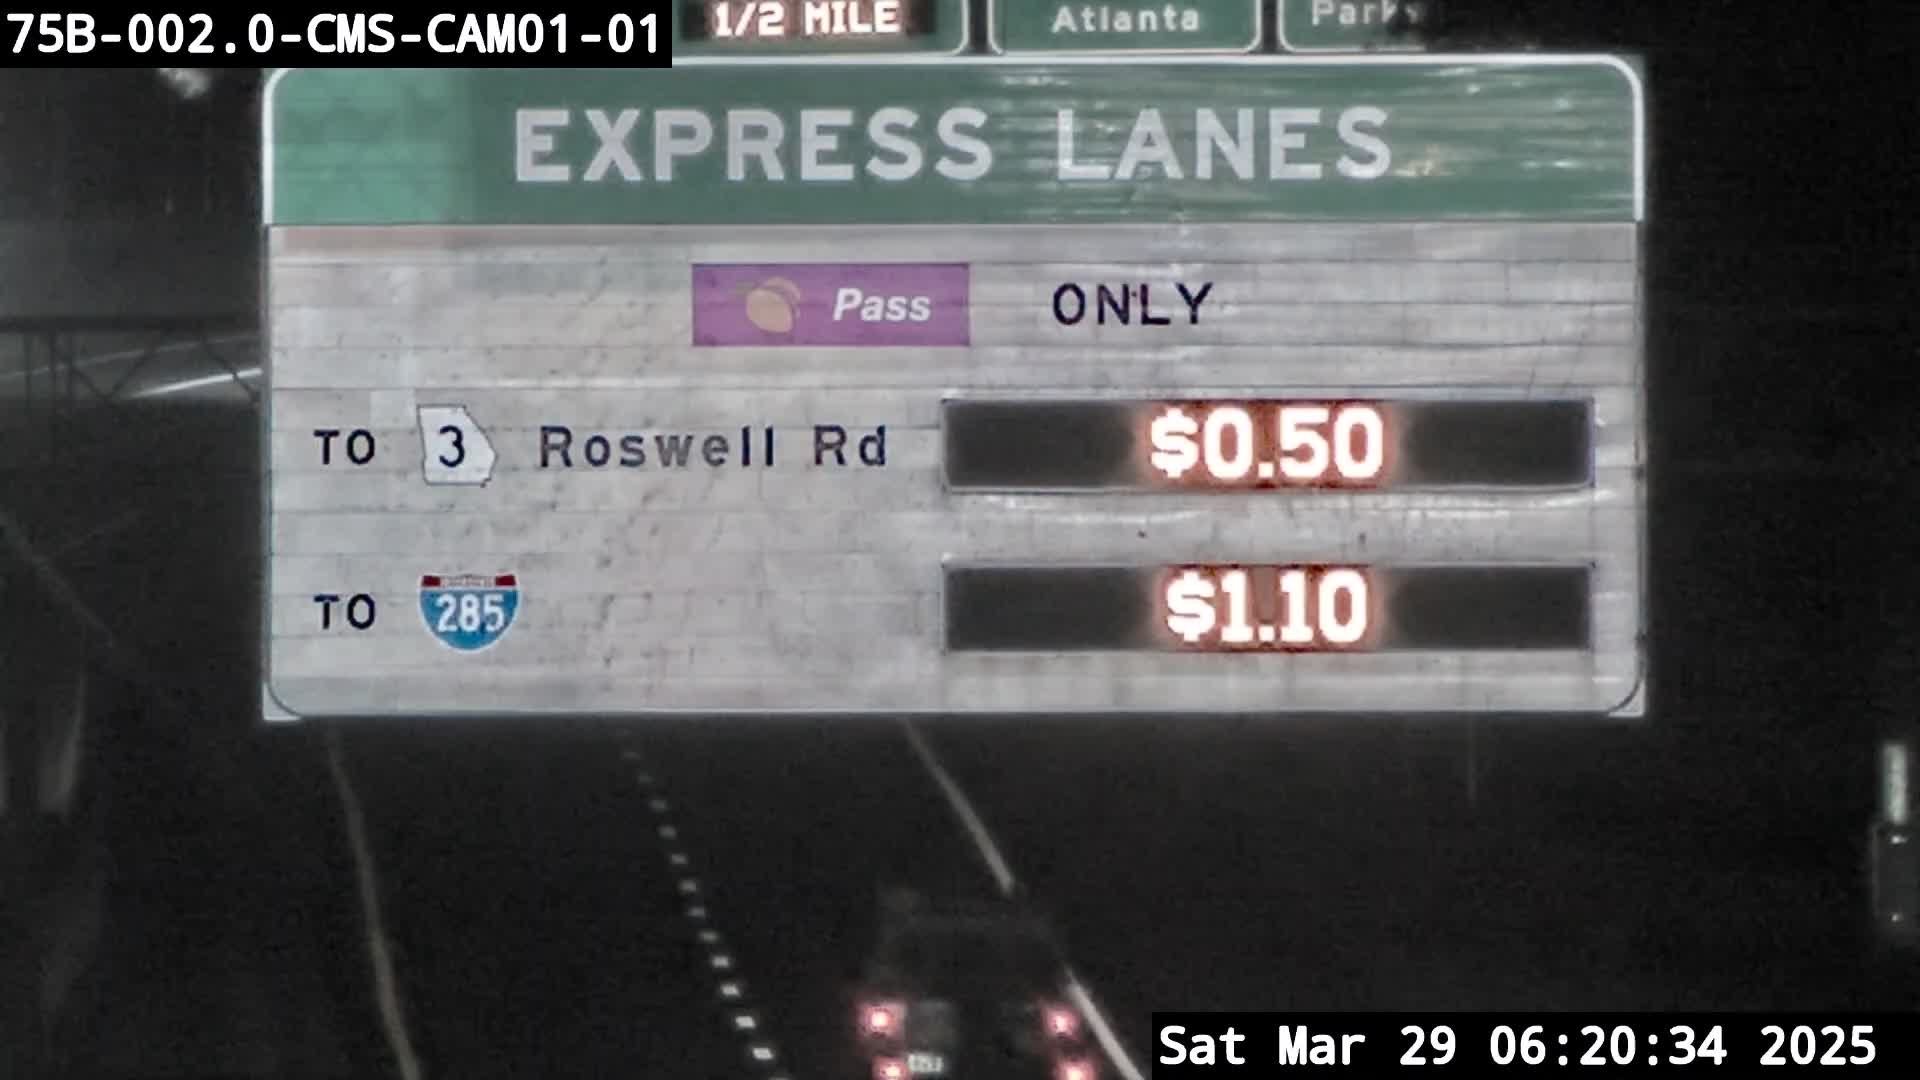 75B-002.0-CMS-CAM01-01
1/2 MILE
Atlanta
EXPRESS LANES
Pass ONLY
TO 3 Roswell Rd $0.50
TO 285 $1.10
Sat Mar 29 06:20:34 2025